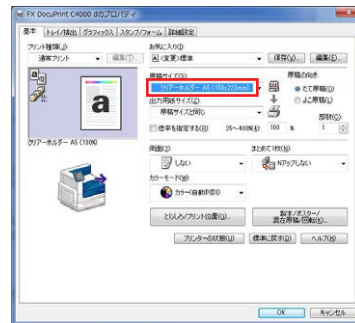 FX DocuPrint C4000 dのプロパティ
基本 トレイ/排出 グラフィックス スタンプ/フォーム 詳細設定
プリント種類(J)
通常プリント 編集(T)...
お気に入り(D)
<変更>標準 保存(V)... 編集(E)...
原稿サイズ(S)
クリアーホルダー A5 (158x222mm)
原稿のむき
たて原稿(O)
よこ原稿(L)
出力用紙サイズ(Z)
原稿サイズと同じ
倍率を指定する(R) 25～400%(4) 100 %
部数(C)
1
クリアーホルダー A5 (100%)
両面(2)
しない
まとめて1枚(N)
Nアップしない
カラーモード(W)
カラー(自動判別)
とじしろ/プリント位置(G)...
製本/ポスター/
混在原稿/回転(K)...
プリンターの状態(U) 標準に戻す(D) ヘルプ(H)
OK キャンセル